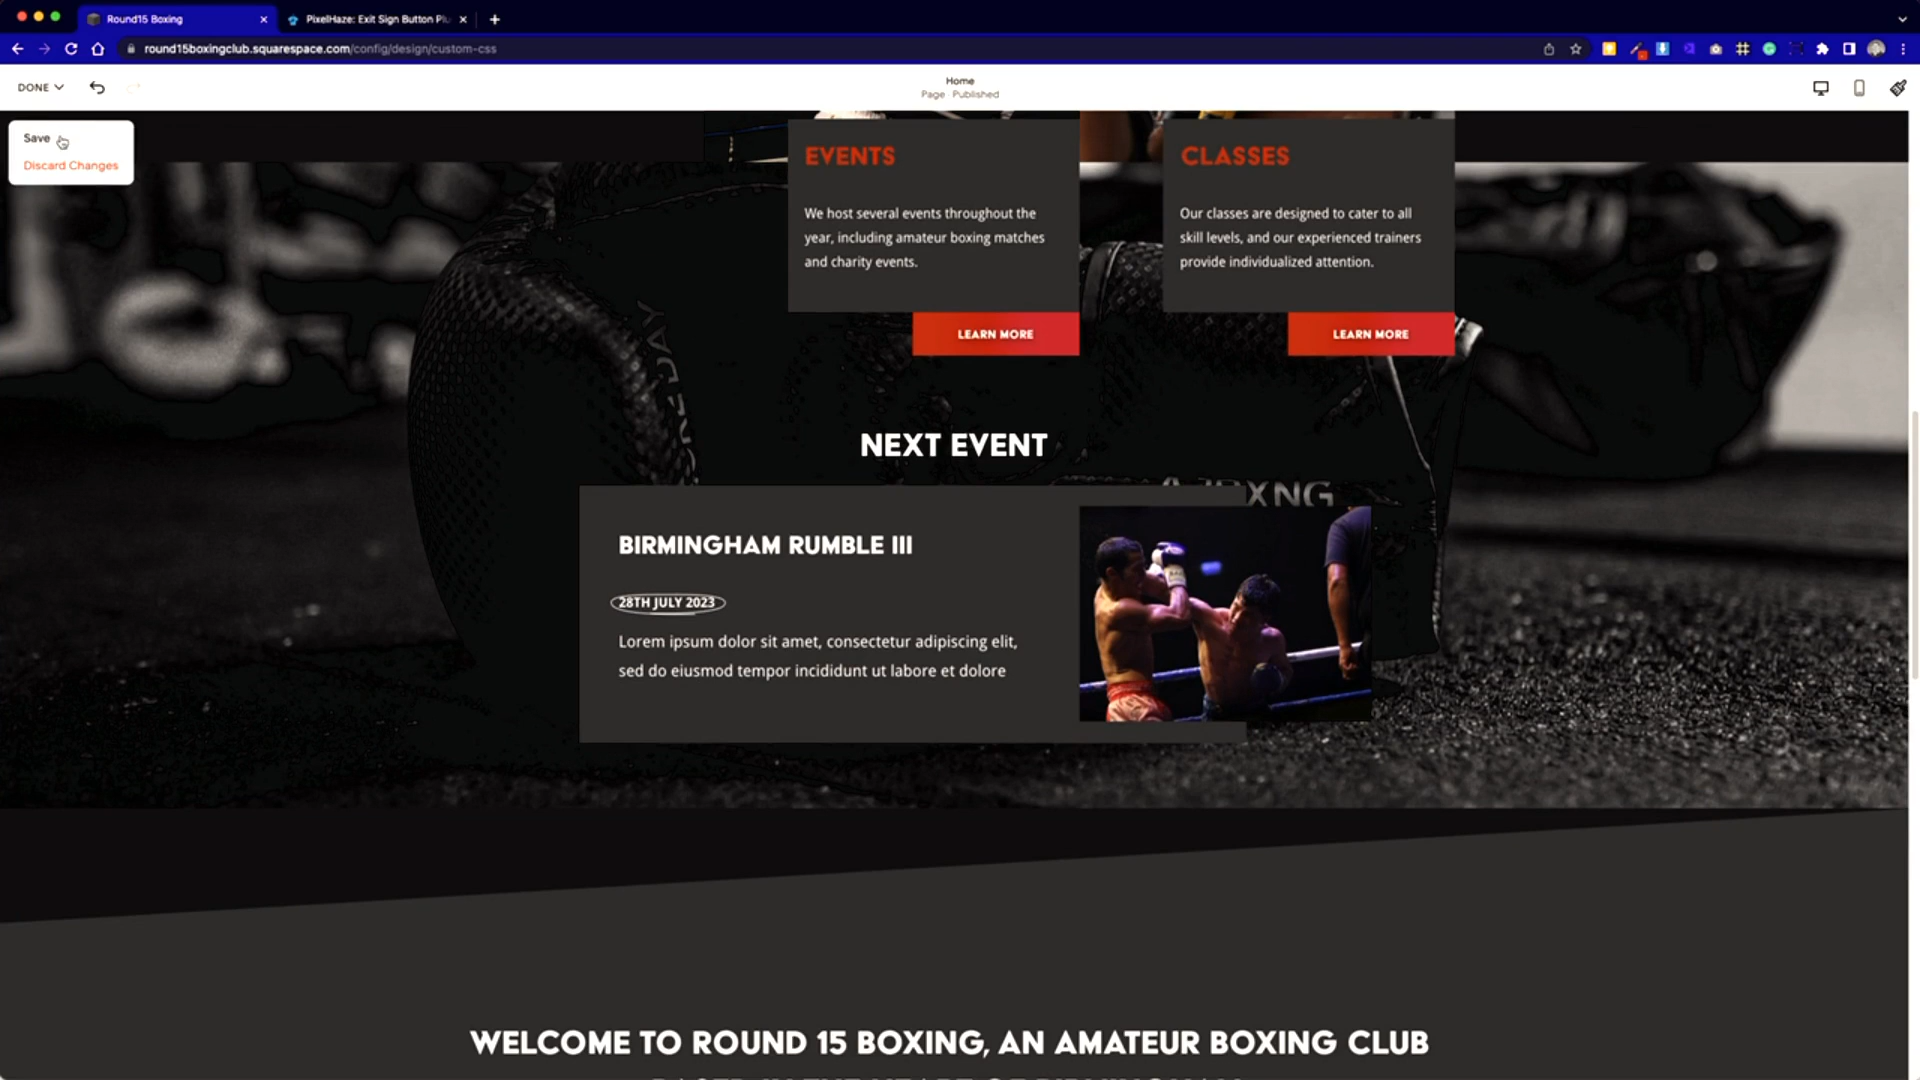 Round15 Boxing
PixelHaze: Exit Sign Button Plu
round15boxingclub.squarespace.com/config/design/custom-css
DONE
Home
Page · Published
Save
Discard Changes
EVENTS
We host several events throughout the
year, including amateur boxing matches
and charity events.
LEARN MORE
CLASSES
Our classes are designed to cater to all
skill levels, and our experienced trainers
provide individualized attention.
LEARN MORE
NEXT EVENT
BIRMINGHAM RUMBLE III
28TH JULY 2023
Lorem ipsum dolor sit amet, consectetur adipiscing elit,
sed do eiusmod tempor incididunt ut labore et dolore
WELCOME TO ROUND 15 BOXING, AN AMATEUR BOXING CLUB